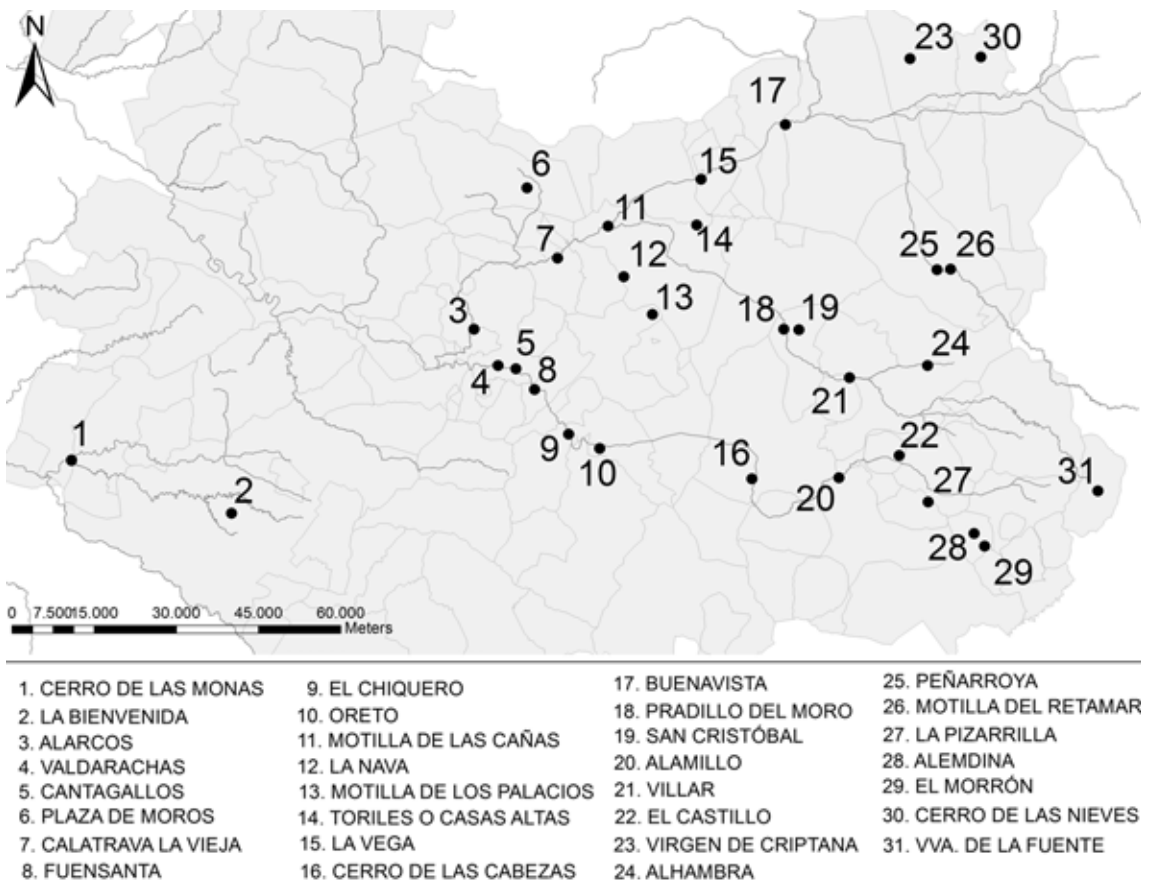 N
23
30
17
6
15
11
14
7
12
25
26
13
3
18
19
5
24
4
8
21
1
9
10
22
2
16
31
20
27
28
29
0 7.50015.000 30.000 45.000 60.000
Meters
1. CERRO DE LAS MONAS
2. LA BIENVENIDA
3. ALARCOS
4. VALDARACHAS
5. CANTAGALLOS
6. PLAZA DE MOROS
7. CALATRAVA LA VIEJA
8. FUENSANTA
9. EL CHIQUERO
10. ORETO
11. MOTILLA DE LAS CAÑAS
12. LA NAVA
13. MOTILLA DE LOS PALACIOS
14. TORILES O CASAS ALTAS
15. LA VEGA
16. CERRO DE LAS CABEZAS
17. BUENAVISTA
18. PRADILLO DEL MORO
19. SAN CRISTÓBAL
20. ALAMILLO
21. VILLAR
22. EL CASTILLO
23. VIRGEN DE CRIPTANA
24. ALHAMBRA
25. PEÑARROYA
26. MOTILLA DEL RETAMAR
27. LA PIZARRILLA
28. ALEMDINA
29. EL MORRÓN
30. CERRO DE LAS NIEVES
31. VVA. DE LA FUENTE